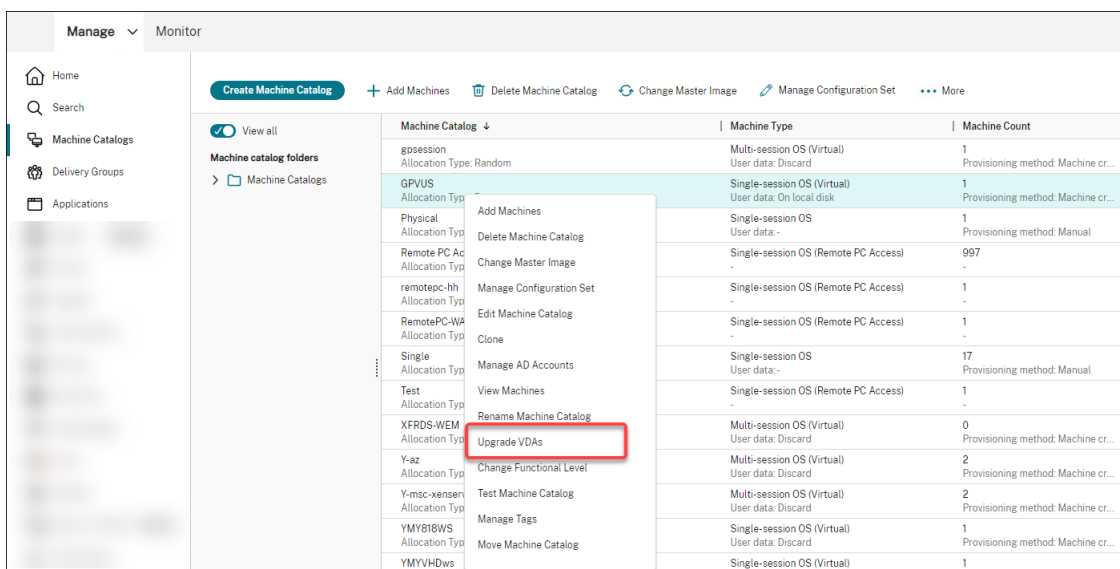 Manage
Monitor
Home
Search
Machine Catalogs
Delivery Groups
Applications
Create Machine Catalog
Add Machines
Delete Machine Catalog
Change Master Image
Manage Configuration Set
More
View all
Machine catalog folders
Machine Catalogs
Machine Catalog ↓ Machine Type Machine Count
gpsession Multi-session OS (Virtual) 1
Allocation Type: Random User data: Discard Provisioning method: Machine cr...
GPVUS Single-session OS (Virtual) 1
Allocation Typ User data: On local disk Provisioning method: Machine cr...
Physical Single-session OS 1
Allocation Typ User data:- Provisioning method: Manual
Remote PC Ac Single-session OS (Remote PC Access) 997
Allocation Typ - -
remotepc-hh Single-session OS (Remote PC Access) 1
Allocation Typ - -
RemotePC-WA Single-session OS (Remote PC Access) 1
Allocation Typ - -
Single Single-session OS 17
Allocation Typ User data:- Provisioning method: Manual
Test Single-session OS (Remote PC Access) 1
Allocation Typ - -
XFRDS-WEM Multi-session OS (Virtual) 0
Allocation Typ User data: Discard Provisioning method: Machine cr...
Y-az Multi-session OS (Virtual) 2
Allocation Typ User data: Discard Provisioning method: Machine cr...
Y-msc-xenserv Multi-session OS (Virtual) 2
Allocation Typ User data: Discard Provisioning method: Machine cr...
YMY818WS Single-session OS (Virtual) 1
Allocation Typ User data: Discard Provisioning method: Machine cr...
YMYVHDws Single-session OS (Virtual) 1
Add Machines
Delete Machine Catalog
Change Master Image
Manage Configuration Set
Edit Machine Catalog
Clone
Manage AD Accounts
View Machines
Rename Machine Catalog
Upgrade VDAs
Change Functional Level
Test Machine Catalog
Manage Tags
Move Machine Catalog